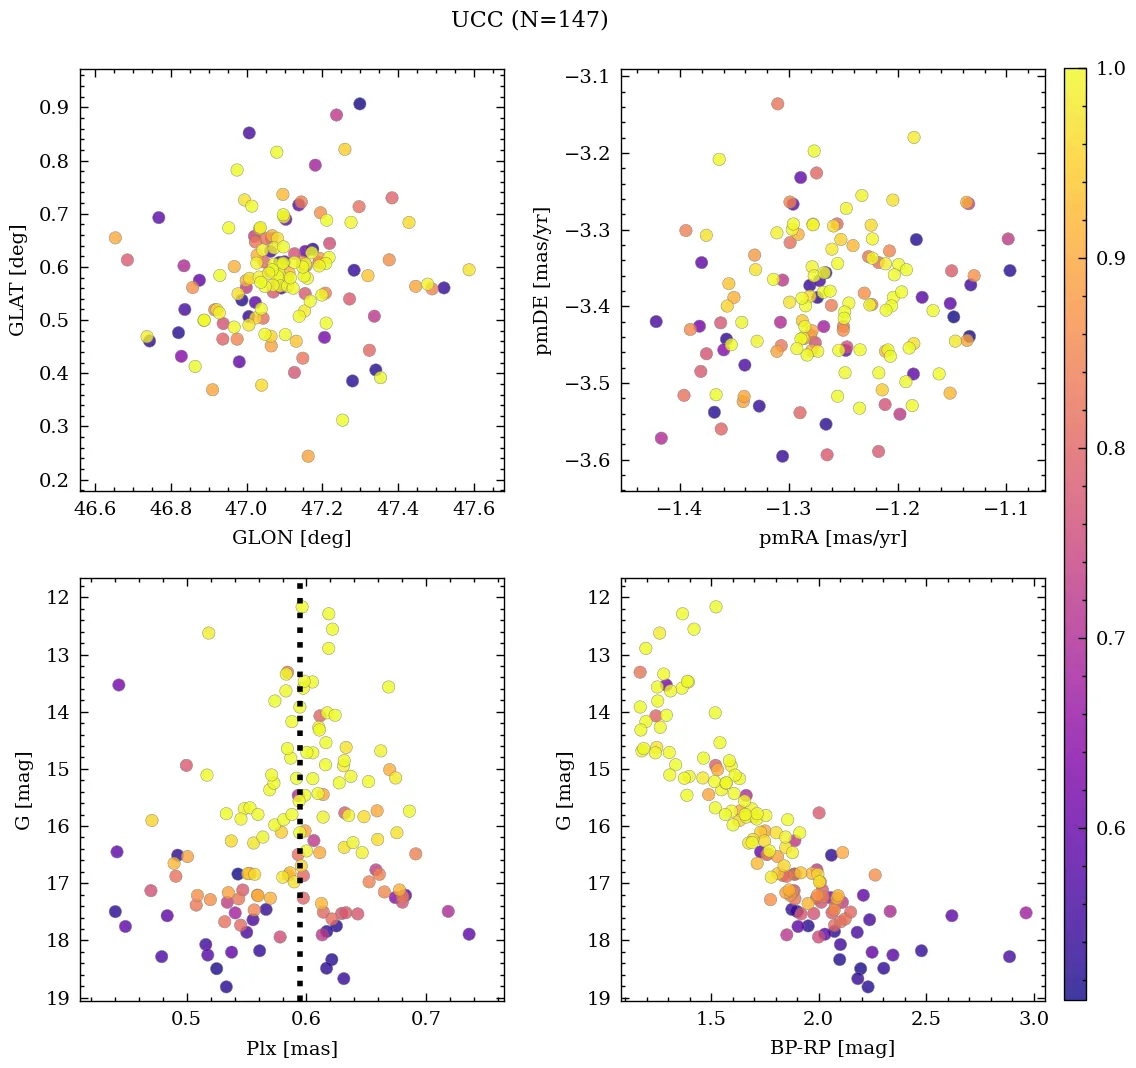 UCC (N=147)
0.9
0.8
0.7
0.6
0.5
0.4
0.3
0.2
GLAT [deg]
46.6 46.8 47.0 47.2 47.4 47.6
GLON [deg]
−3.1
−3.2
−3.3
−3.4
−3.5
−3.6
pmDE [mas/yr]
−1.4 −1.3 −1.2 −1.1
pmRA [mas/yr]
12
13
14
15
16
17
18
19
G [mag]
0.5 0.6 0.7
Plx [mas]
12
13
14
15
16
17
18
19
G [mag]
1.5 2.0 2.5 3.0
BP-RP [mag]
1.0
0.9
0.8
0.7
0.6